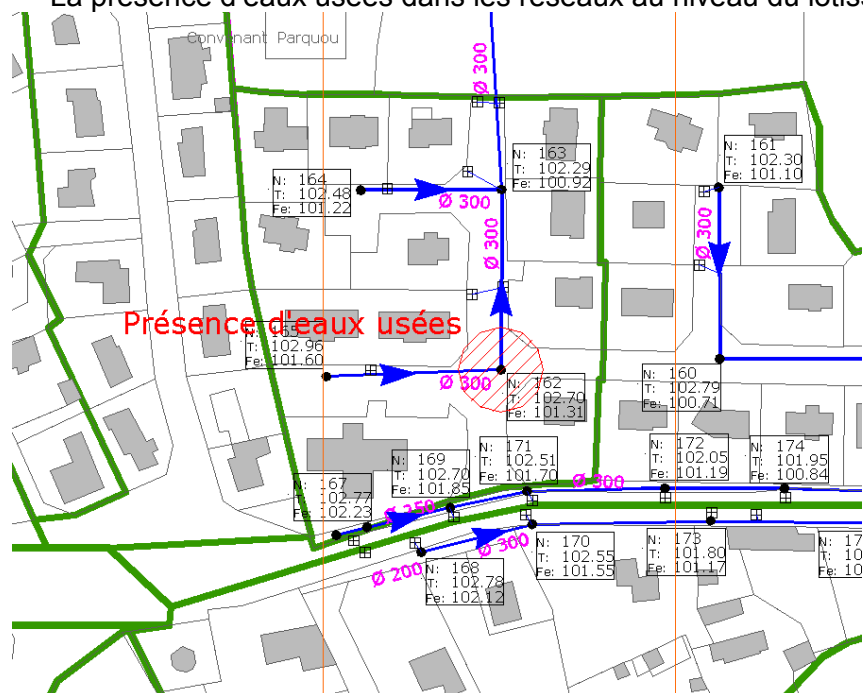 La présence d'eaux usées dans les réseaux au niveau du
Convenant Parquou
Ø 300
N: 161
T: 102.30
Fe: 101.10
N: 163
T: 102.29
Fe: 100.92
N: 164
T: 102.48
Fe: 101.22
Ø 300
Ø 300
Ø 300
Présence d'eaux usées
N: 165
T: 102.96
Fe: 101.60
Ø 300
N: 162
T: 102.70
Fe: 101.31
N: 160
T: 102.79
Fe: 100.71
N: 171
T: 102.51
Fe: 101.70
N: 172
T: 102.05
Fe: 101.19
N: 174
T: 101.95
Fe: 100.84
N: 169
T: 102.70
Fe: 101.85
N: 167
T: 102.77
Fe: 102.23
Ø 300
Ø 250
Ø 300
Ø 200
N: 168
T: 102.78
Fe: 102.12
N: 170
T: 102.55
Fe: 101.55
N: 173
T: 101.80
Fe: 101.17
N:
T:
Fe: